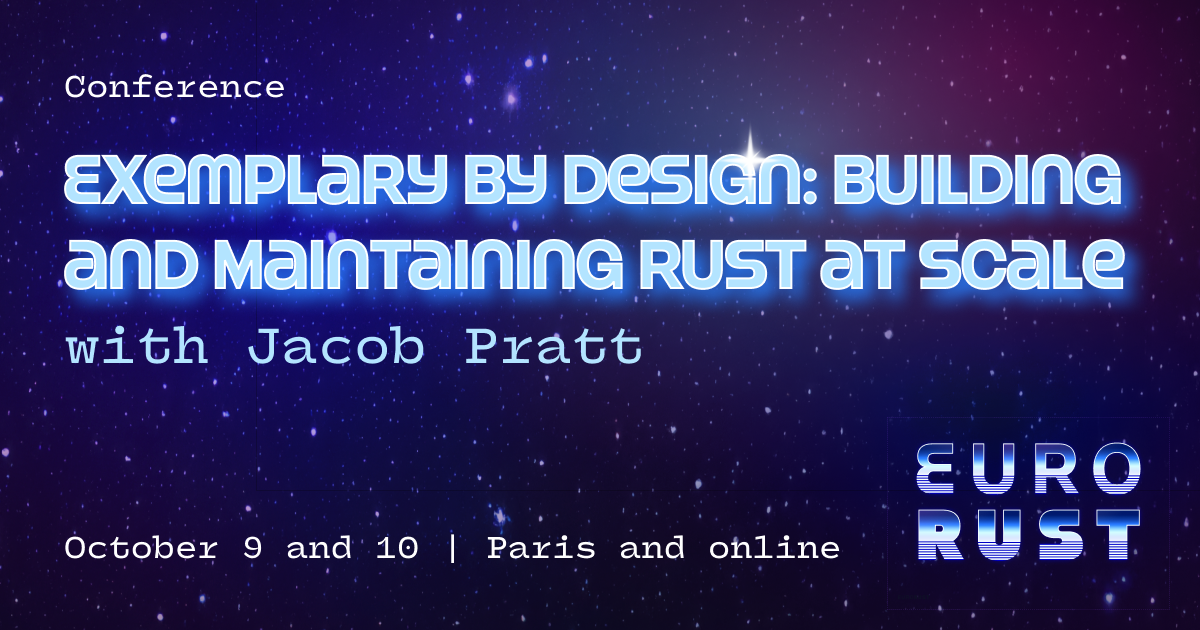 Conference
Exemplary by Design: Building
and Maintaining Rust at Scale
with Jacob Pratt
October 9 and 10 | Paris and online
EURO
RUST